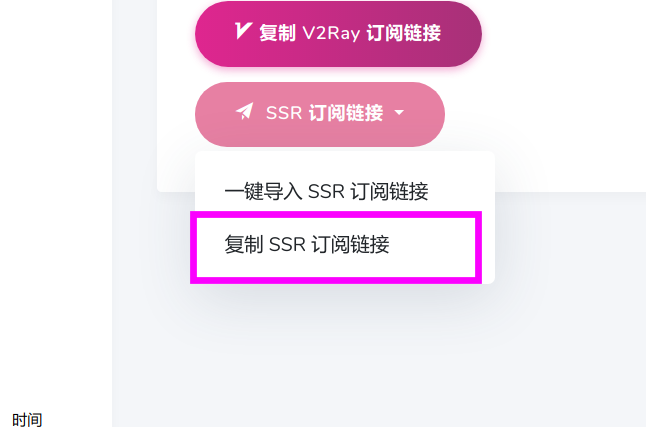 复制 V2Ray 订阅链接
SSR 订阅链接
一键导入 SSR 订阅链接
复制 SSR 订阅链接
时间